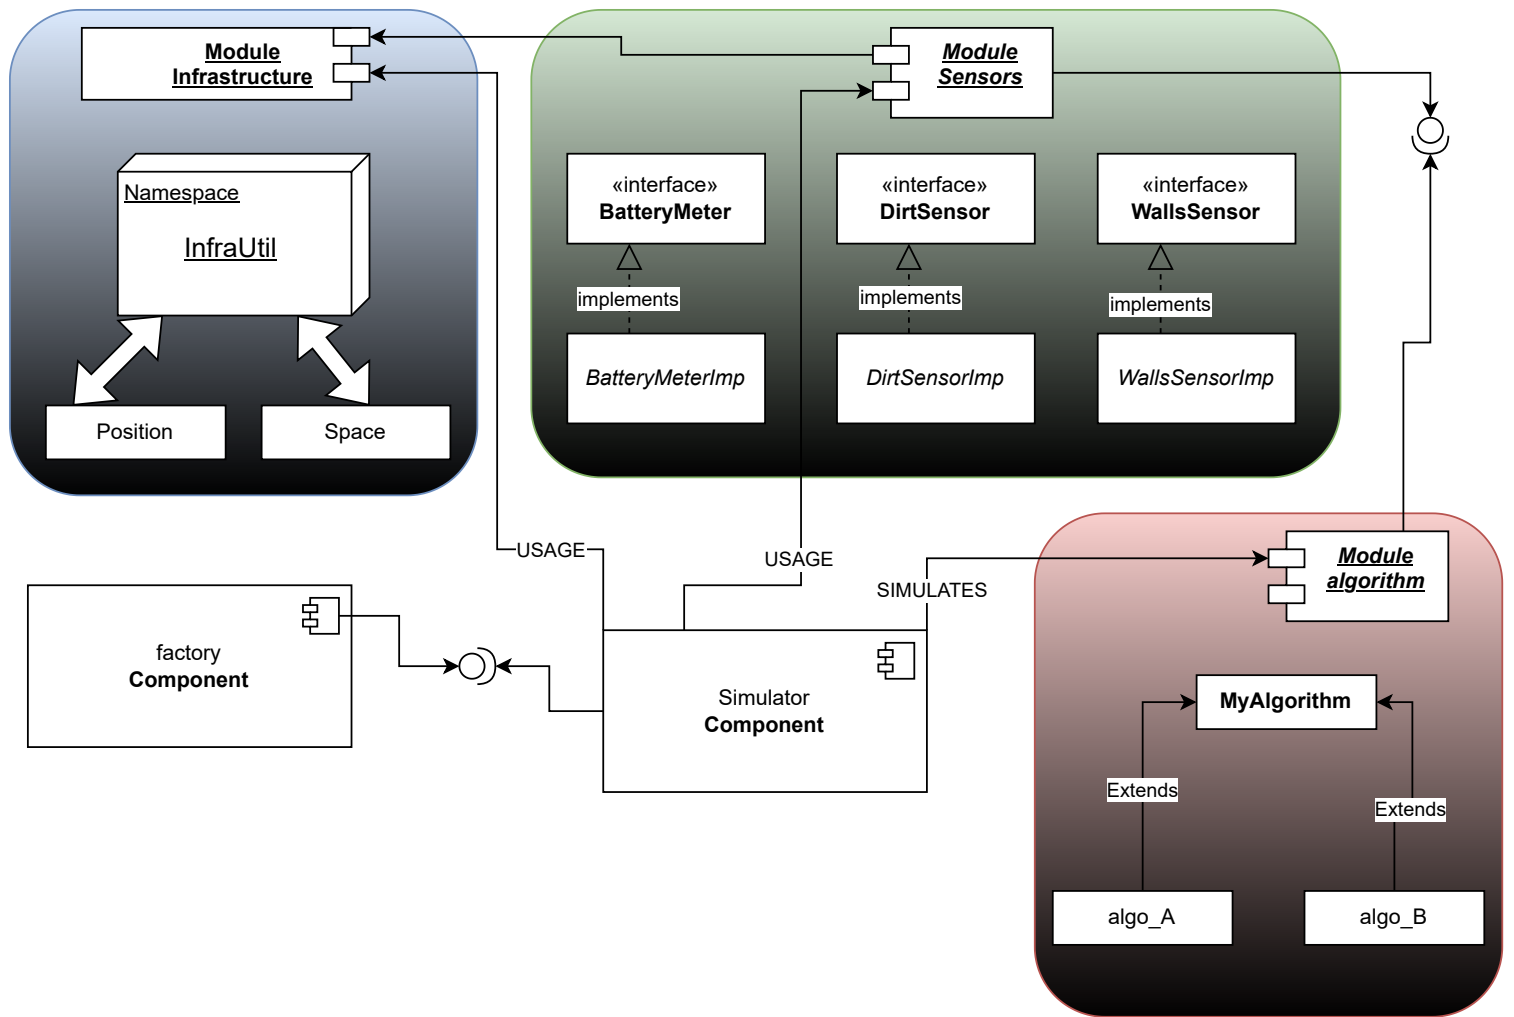 Module
Infrastructure
Namespace
InfraUtil
Position
Space
Module
Sensors
«interface»
BatteryMeter
«interface»
DirtSensor
«interface»
WallsSensor
implements
implements
implements
BatteryMeterImp
DirtSensorImp
WallsSensorImp
USAGE
USAGE
SIMULATES
factory
Component
Simulator
Component
Module
algorithm
MyAlgorithm
Extends
Extends
algo_A
algo_B